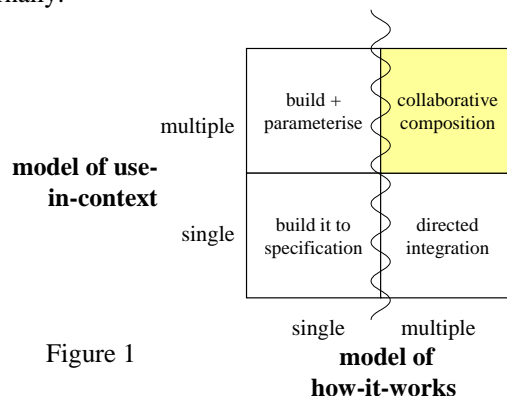 nally.
build +
parameterise
collaborative
composition
multiple
model of use-
in-context
single
build it to
specification
directed
integration
single
multiple
Figure 1
model of
how-it-works